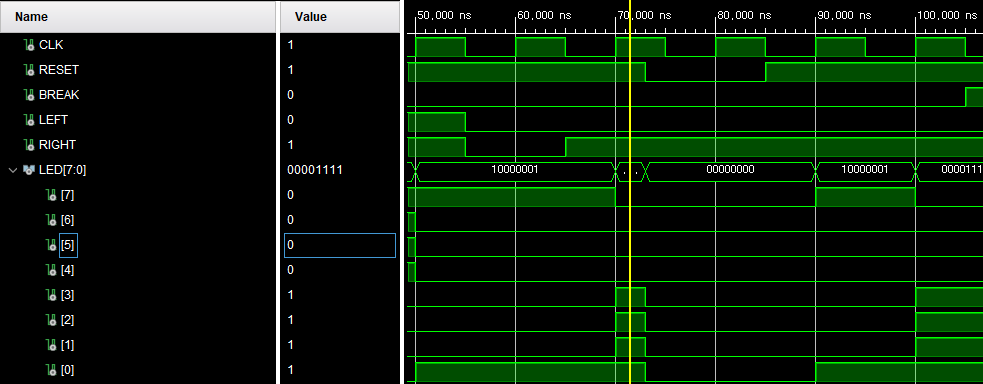 Name Value 50,000 ns 60,000 ns 70,000 ns 80,000 ns 90,000 ns 100,000 ns
CLK 1
RESET 1
BREAK 0
LEFT 0
RIGHT 1
LED[7:0] 00001111 10000001 ... 00000000 10000001 0000111
[7] 0
[6] 0
[5] 0
[4] 0
[3] 1
[2] 1
[1] 1
[0] 1